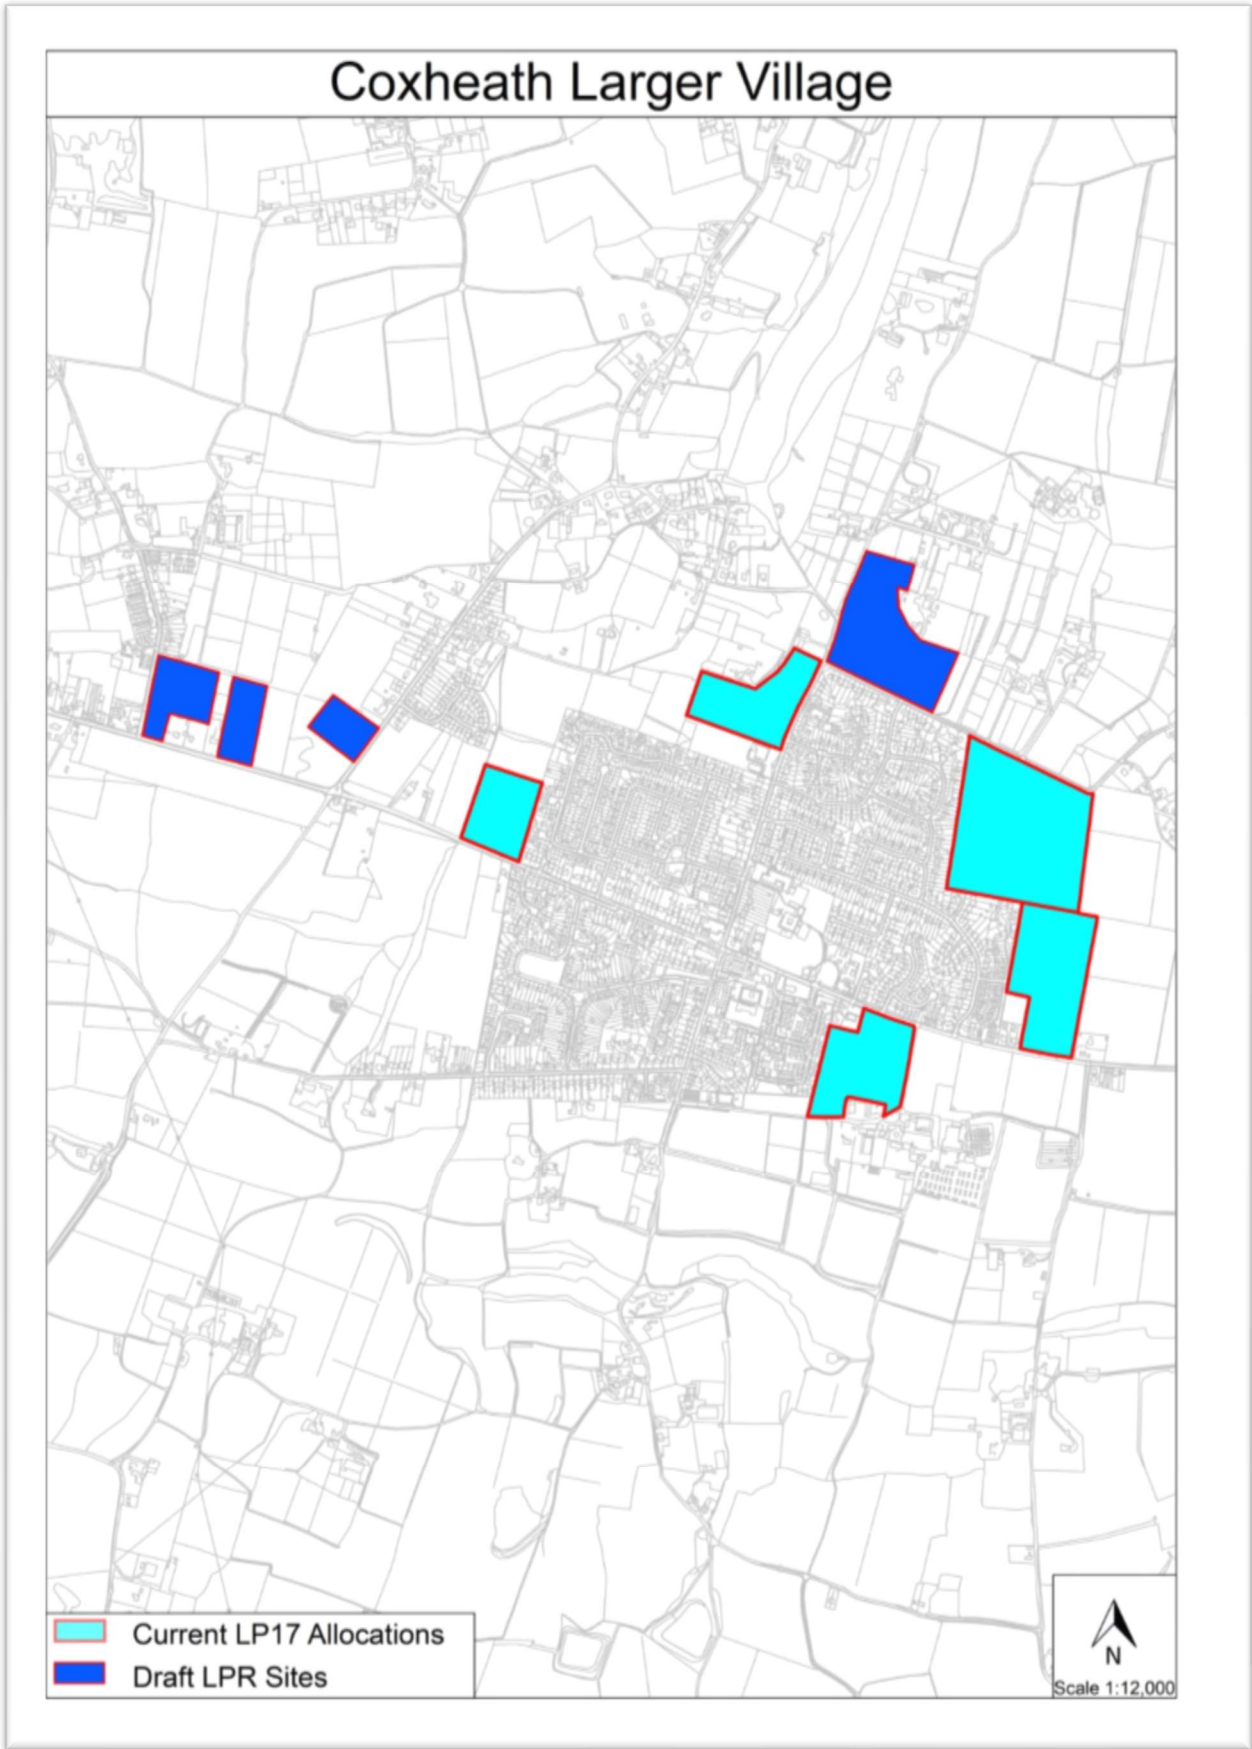 Coxheath Larger Village
Current LP17 Allocations
Draft LPR Sites
N
Scale 1:12,000